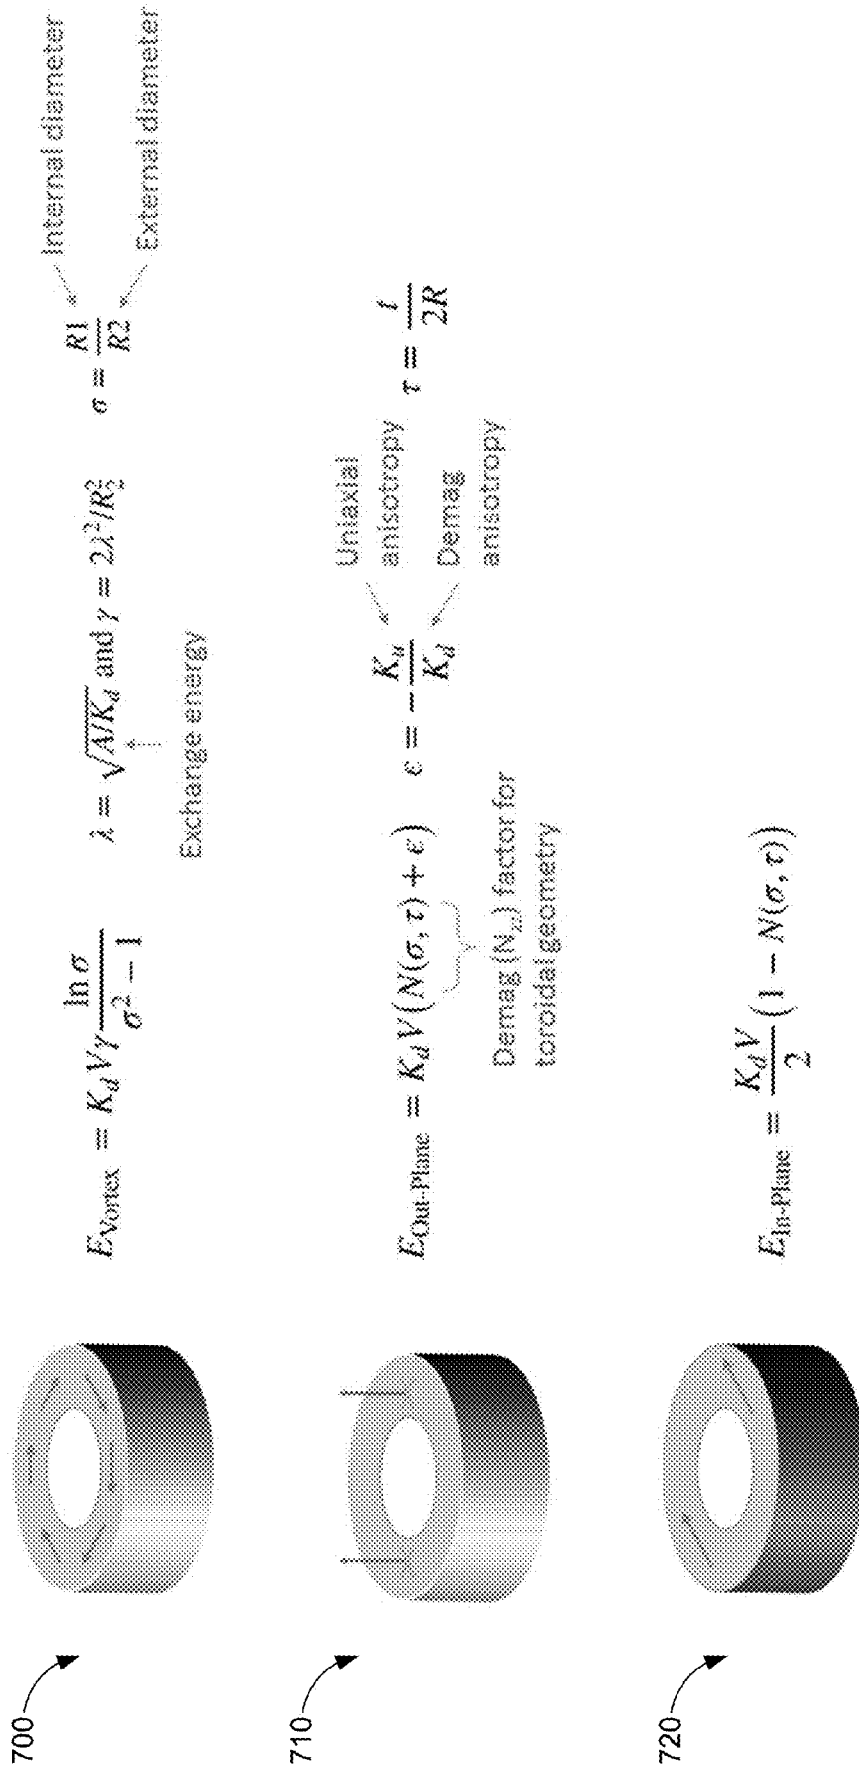 700
E_Vortex = K_d V γ ln σ / (σ² − 1)
λ = √(A/K_d) and γ = 2λ²/R₂²
σ = R1 / R2
Internal diameter
External diameter
Exchange energy
710
E_Out-Plane = K_d V (N(σ, τ) + ϵ)
ϵ = − K_u / K_d
τ = t / 2R
Uniaxial
anisotropy
Demag
anisotropy
Demag (N_zz) factor for
toroidal geometry
720
E_In-Plane = K_d V / 2 (1 − N(σ, τ))